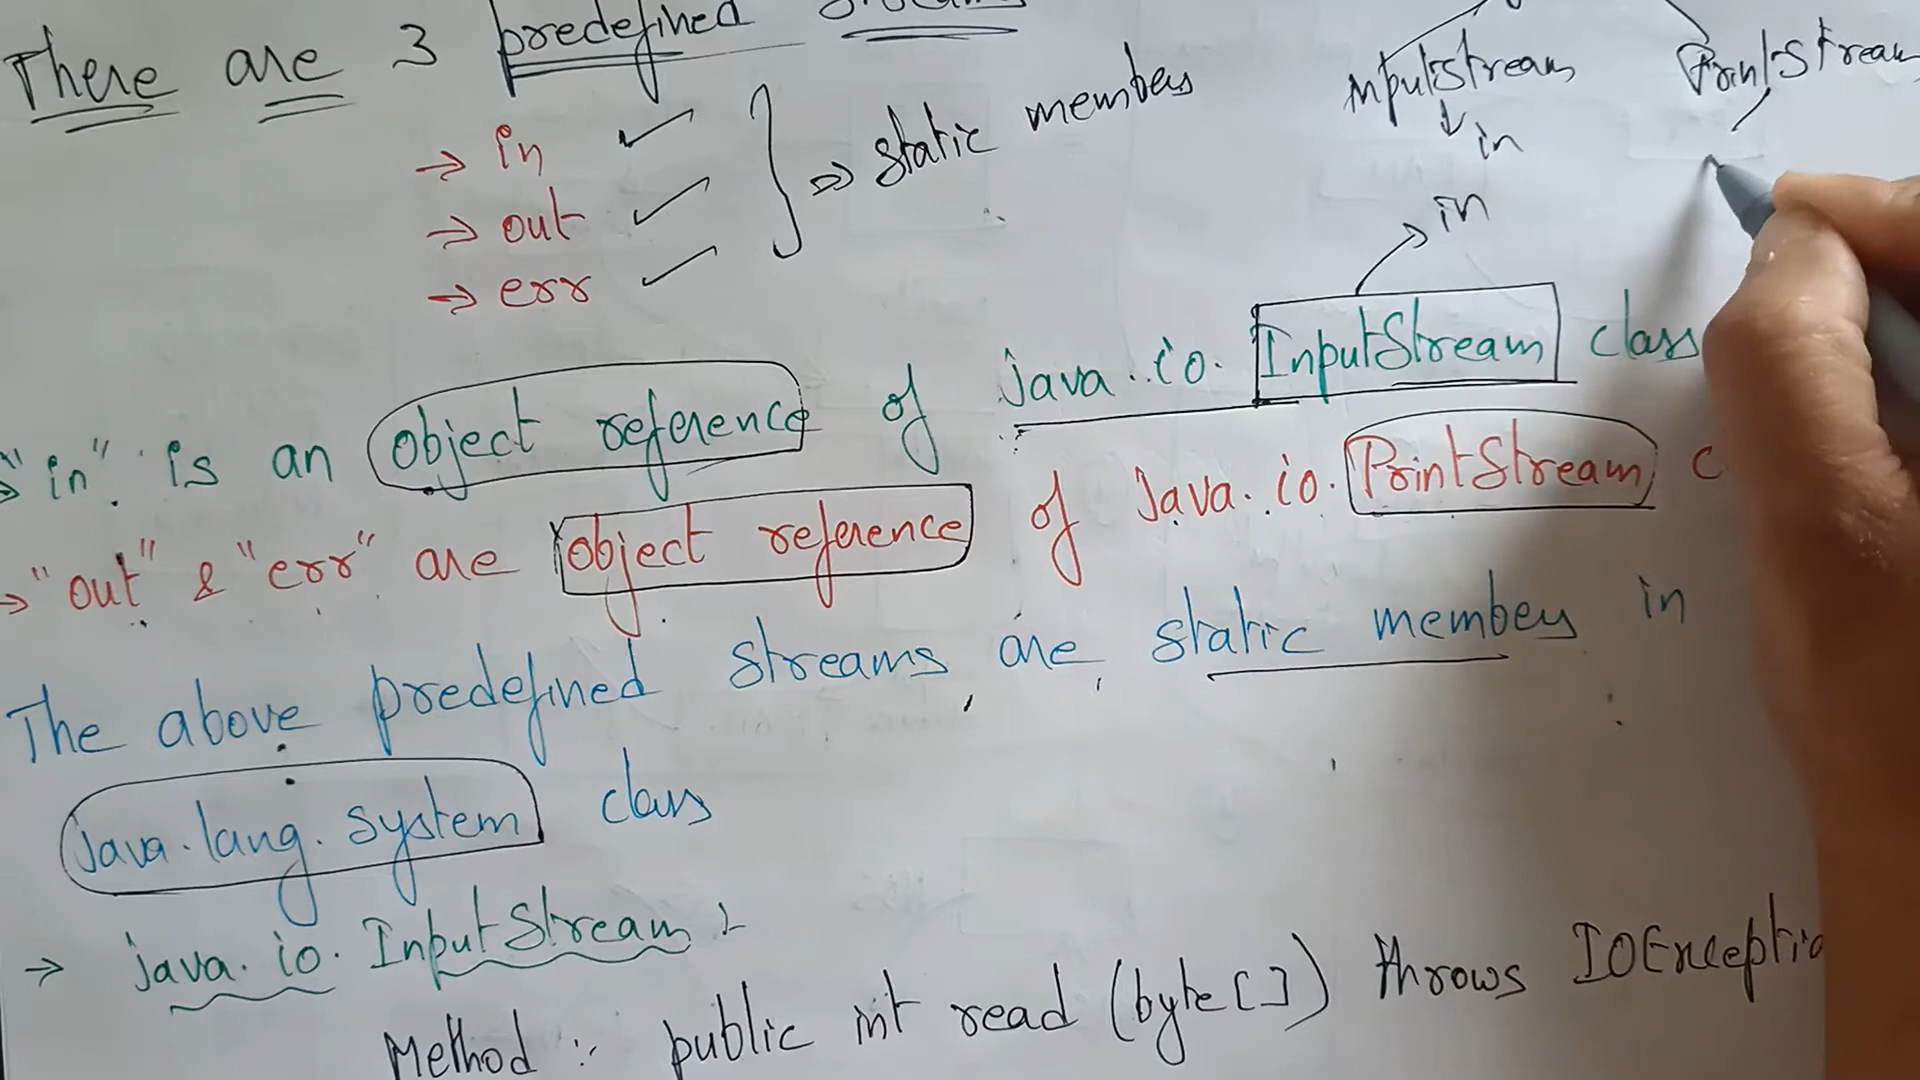 There are 3 predefined streams
→ in
→ out
→ err
⇒ static members
InputStream
↓ in
PrintStream
in
→ "in" is an object reference of java.io.InputStream class
→ "out" & "err" are object reference of Java.io.PrintStream c
The above predefined streams are static members in
java.lang.system class
→ java.io.InputStream :-
Method :- public int read (byte[]) throws IOExceptio